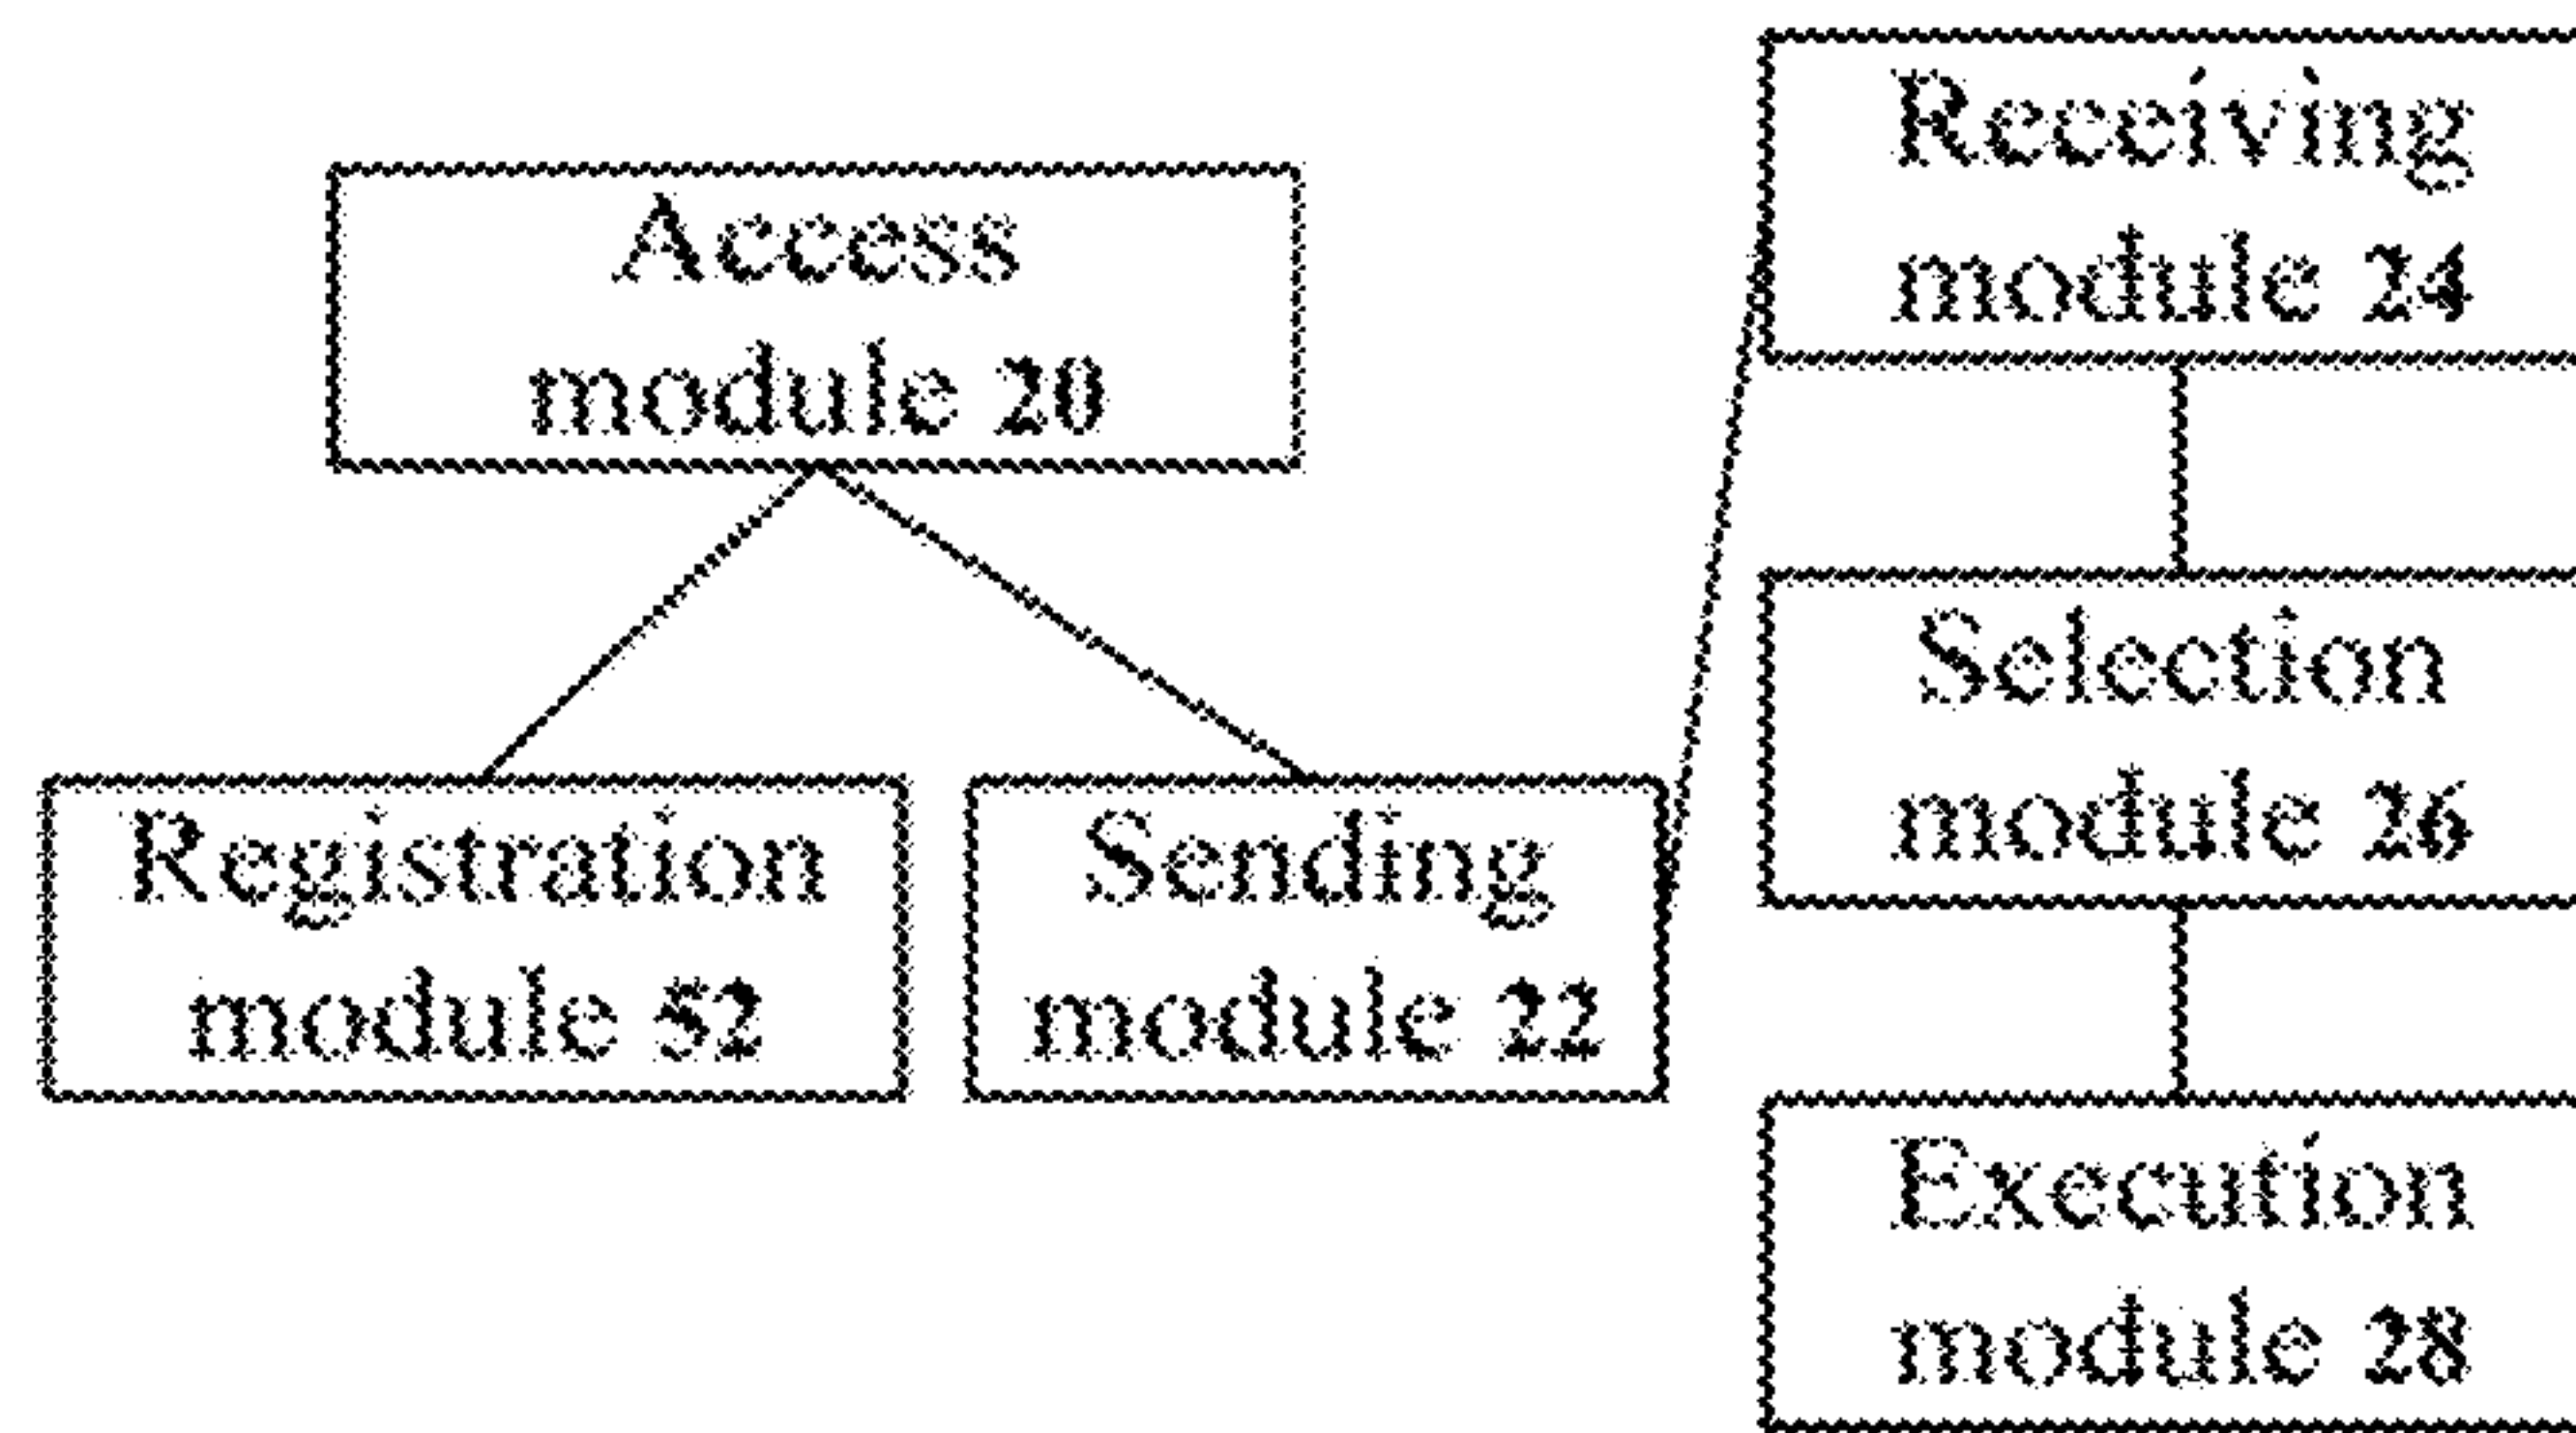 Access
module 20
Registration
module 52
Sending
module 22
Receiving
module 24
Selection
module 26
Execution
module 28